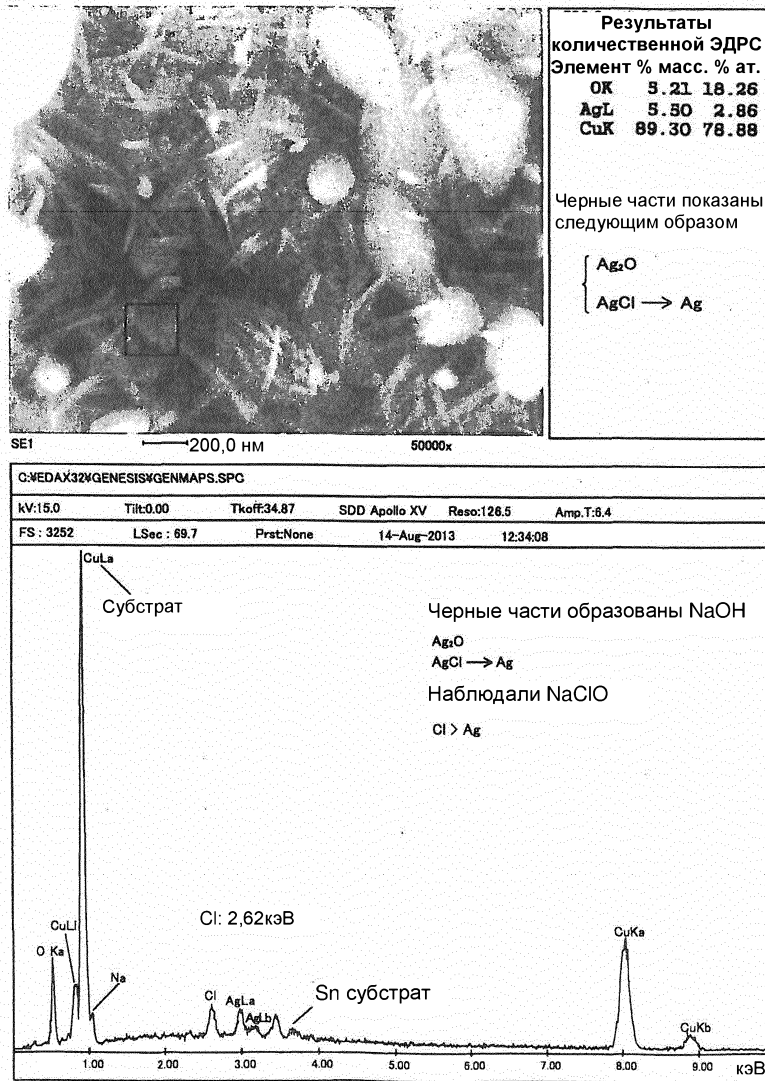 Результаты
количественной ЭДРС
Элемент % масс. % ат.
OK 5.21 18.26
AgL 5.50 2.86
CuK 89.30 78.88
Черные части показаны
следующим образом
Ag₂O
AgCl → Ag
SE1 200,0 нм 50000x
C:¥EDAX32¥GENESIS¥GENMAPS.SPC
kV:15.0 Tilt:0.00 Tkoff:34.87 SDD Apollo XV Reso:126.5 Amp.T:6.4
FS : 3252 LSec : 69.7 Prst:None 14-Aug-2013 12:34:08
CuLa
Субстрат
Черные части образованы NaOH
Ag₂O
AgCl → Ag
Наблюдали NaClO
Cl > Ag
Cl: 2,62кэВ
CuLl
O Ka
Na
Cl
AgLa
AgLb
Sn субстрат
CuKa
CuKb
1.00 2.00 3.00 4.00 5.00 6.00 7.00 8.00 9.00 кэВ